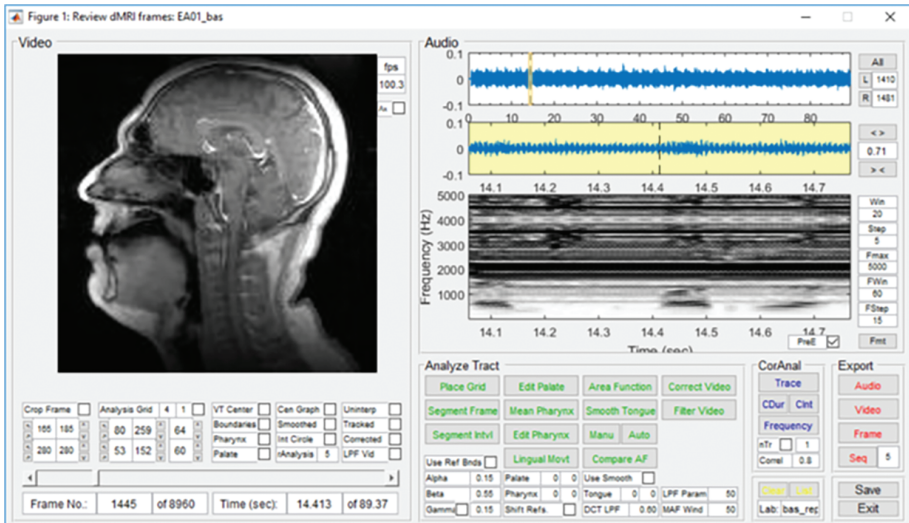 Figure 1: Review dMRI frames: EA01_bas
Video
fps
100.3
Ax
Crop Frame
165 185
280 280
Analysis Grid 4 1
80 259 64
53 152 60
VT Center
Boundaries
Pharynx
Palate
Cen Graph
Smoothed
Int Circle
rAnalysis 5
Uninterp
Tracked
Corrected
LPF Vid
Frame No.: 1445 of 8960 Time (sec): 14.413 of 89.37
Audio
0.1
0
-0.1
0 10 20 30 40 50 60 70 80
All
L 1410
R 1481
0.1
0
-0.1
14.1 14.2 14.3 14.4 14.5 14.6 14.7
< >
0.71
> <
Frequency (Hz)
5000
4000
3000
2000
1000
14.1 14.2 14.3 14.4 14.5 14.6 14.7
Time (sec)
Win
20
Step
5
Fmax
5000
FWin
60
FStep
15
PreE
Fmt
Analyze Tract
Place Grid Edit Palate Area Function Correct Video
Segment Frame Mean Pharynx Smooth Tongue Filter Video
Segment Intvl Edit Pharynx Manu Auto
Lingual Movt Compare AF
Use Ref Bnds
Alpha 0.15 Palate 0 0 Use Smooth
Beta 0.55 Pharynx 0 0 Tongue 0 0 LPF Param 50
Gamma 0.15 Shift Refs. DCT LPF 0.60 MAF Wind 50
CorAnal
Trace
CDur CInt
Frequency
nTr 1
Correl 0.8
Lab: bas_rep
Export
Audio
Video
Frame
Seq 5
Save
Exit